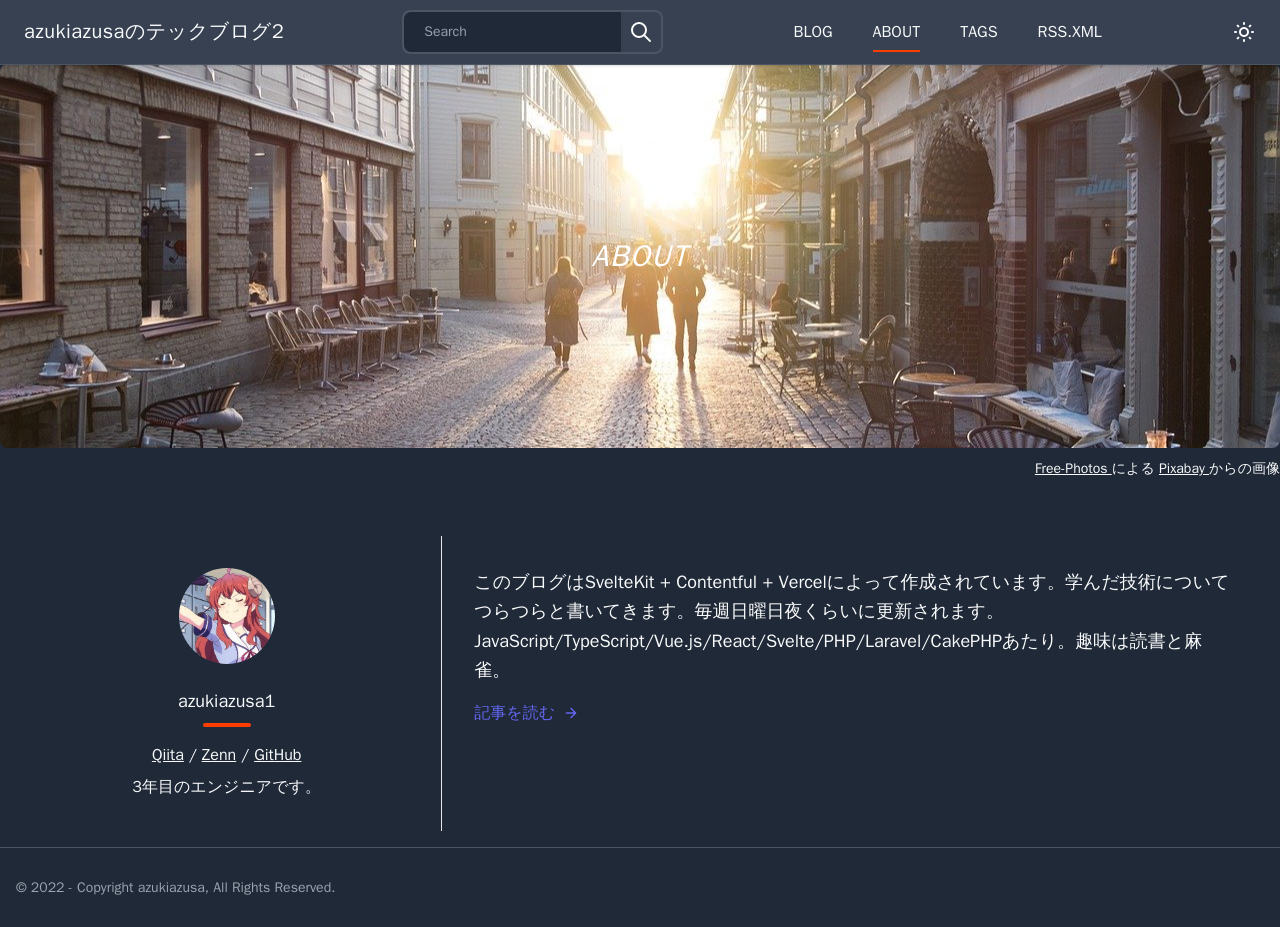 azukiazusaのテックブログ2
Search
BLOG ABOUT TAGS RSS.XML
ABOUT
Free-Photos による Pixabay からの画像
このブログはSvelteKit + Contentful + Vercelによって作成されています。学んだ技術について
つらつらと書いてきます。毎週日曜日夜くらいに更新されます。
JavaScript/TypeScript/Vue.js/React/Svelte/PHP/Laravel/CakePHPあたり。趣味は読書と麻
雀。
記事を読む →
azukiazusa1
Qiita / Zenn / GitHub
3年目のエンジニアです。
© 2022 - Copyright azukiazusa, All Rights Reserved.